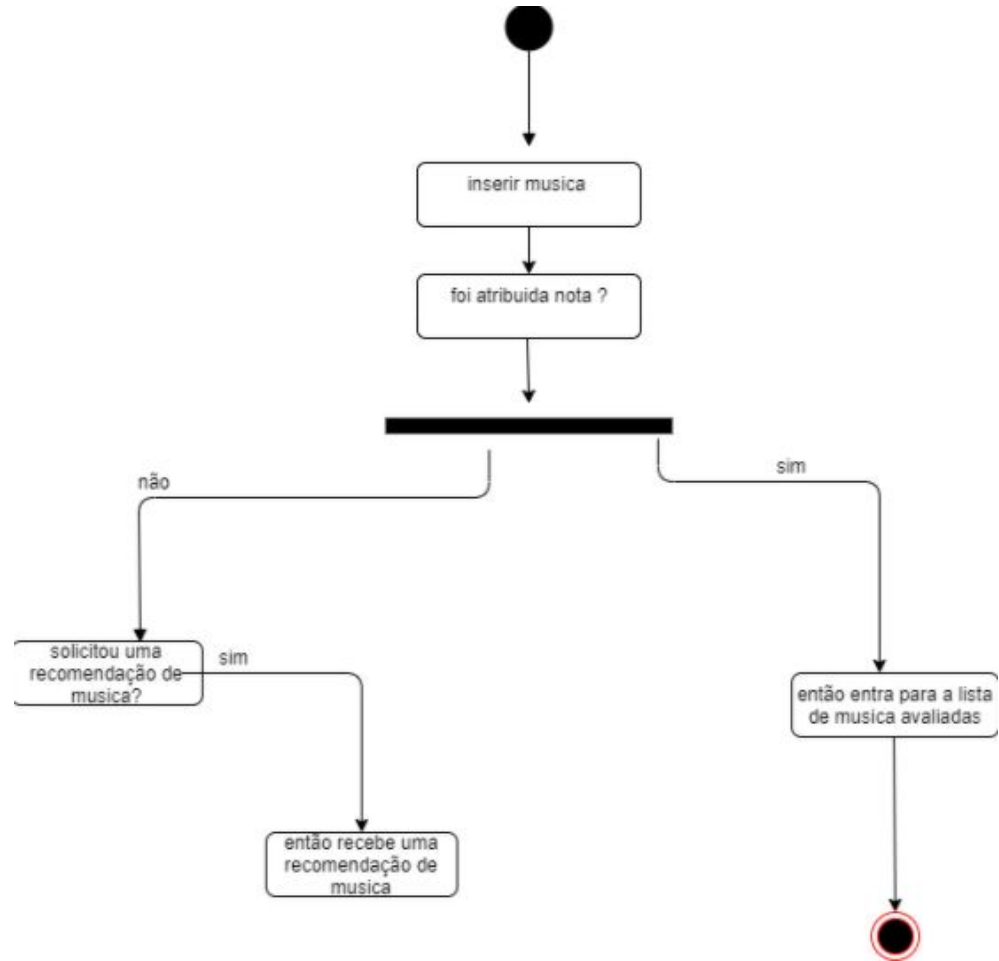 inserir musica
foi atribuida nota ?
não
sim
solicitou uma
recomendação de
musica?
sim
então entra para a lista
de musica avaliadas
então recebe uma
recomendação de
musica